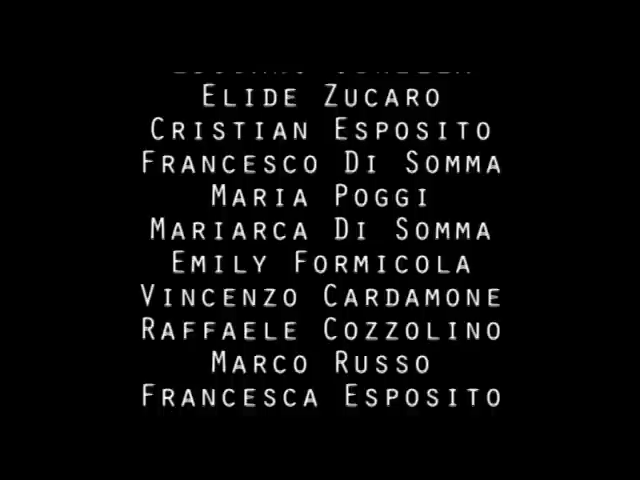 Elide Zucaro
Cristian Esposito
Francesco Di Somma
Maria Poggi
Mariarca Di Somma
Emily Formicola
Vincenzo Cardamone
Raffaele Cozzolino
Marco Russo
Francesca Esposito